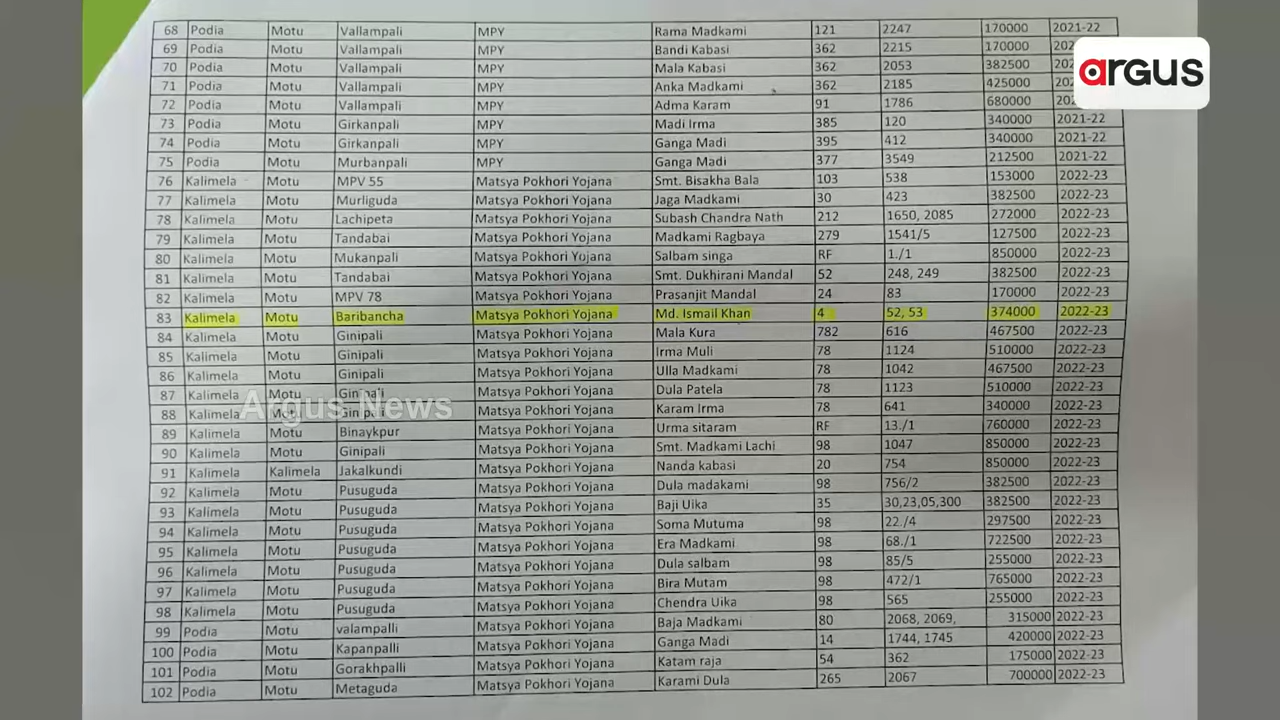 argus
68 Podia Motu Vallampali MPY Rama Madkami 121 2247 170000 2021-22
69 Podia Motu Vallampali MPY Bandi Kabasi 362 2215 170000
70 Podia Motu Vallampali MPY Mala Kabasi 362 2053 382500
71 Podia Motu Vallampali MPY Anka Madkami 362 2185 425000
72 Podia Motu Vallampali MPY Adma Karam 91 1786 680000
73 Podia Motu Girkanpali MPY Madi Irma 385 120 340000 2021-22
74 Podia Motu Girkanpali MPY Ganga Madi 395 412 340000 2021-22
75 Podia Motu Murbanpali MPY Ganga Madi 377 3549 212500 2021-22
76 Kalimela Motu MPV 55 Matsya Pokhori Yojana Smt. Bisakha Bala 103 538 153000 2022-23
77 Kalimela Motu Murliguda Matsya Pokhori Yojana Jaga Madkami 30 423 382500 2022-23
78 Kalimela Motu Lachipeta Matsya Pokhori Yojana Subash Chandra Nath 212 1650, 2085 272000 2022-23
79 Kalimela Motu Tandabai Matsya Pokhori Yojana Madkami Ragbaya 279 1541/5 127500 2022-23
80 Kalimela Motu Mukanpali Matsya Pokhori Yojana Salbam singa RF 1./1 850000 2022-23
81 Kalimela Motu Tandabai Matsya Pokhori Yojana Smt. Dukhirani Mandal 52 248, 249 382500 2022-23
82 Kalimela Motu MPV 78 Matsya Pokhori Yojana Prasanjit Mandal 24 83 170000 2022-23
83 Kalimela Motu Baribancha Matsya Pokhori Yojana Md. Ismail Khan 4 52, 53 374000 2022-23
84 Kalimela Motu Ginipali Matsya Pokhori Yojana Mala Kura 782 616 467500 2022-23
85 Kalimela Motu Ginipali Matsya Pokhori Yojana Irma Muli 78 1124 510000 2022-23
86 Kalimela Motu Ginipali Matsya Pokhori Yojana Ulla Madkami 78 1042 467500 2022-23
87 Kalimela Motu Ginipali Matsya Pokhori Yojana Dula Patela 78 1123 510000 2022-23
88 Kalimela Motu Ginipali Matsya Pokhori Yojana Karam Irma 78 641 340000 2022-23
Argus News
89 Kalimela Motu Binaykpur Matsya Pokhori Yojana Urma sitaram RF 13./1 760000 2022-23
90 Kalimela Motu Ginipali Matsya Pokhori Yojana Smt. Madkami Lachi 98 1047 850000 2022-23
91 Kalimela Kalimela Jakalkundi Matsya Pokhori Yojana Nanda kabasi 20 754 850000 2022-23
92 Kalimela Motu Pusuguda Matsya Pokhori Yojana Dula madakami 98 756/2 382500 2022-23
93 Kalimela Motu Pusuguda Matsya Pokhori Yojana Baji Uika 35 30,23,05,300 382500 2022-23
94 Kalimela Motu Pusuguda Matsya Pokhori Yojana Soma Mutuma 98 22./4 297500 2022-23
95 Kalimela Motu Pusuguda Matsya Pokhori Yojana Era Madkami 98 68./1 722500 2022-23
96 Kalimela Motu Pusuguda Matsya Pokhori Yojana Dula salbam 98 85/5 255000 2022-23
97 Kalimela Motu Pusuguda Matsya Pokhori Yojana Bira Mutam 98 472/1 765000 2022-23
98 Kalimela Motu Pusuguda Matsya Pokhori Yojana Chendra Uika 98 565 255000 2022-23
99 Podia Motu valampalli Matsya Pokhori Yojana Baja Madkami 80 2068, 2069, 315000 2022-23
100 Podia Motu Kapanpalli Matsya Pokhori Yojana Ganga Madi 14 1744, 1745 420000 2022-23
101 Podia Motu Gorakhpalli Matsya Pokhori Yojana Katam raja 54 362 175000 2022-23
102 Podia Motu Metaguda Matsya Pokhori Yojana Karami Dula 265 2067 700000 2022-23